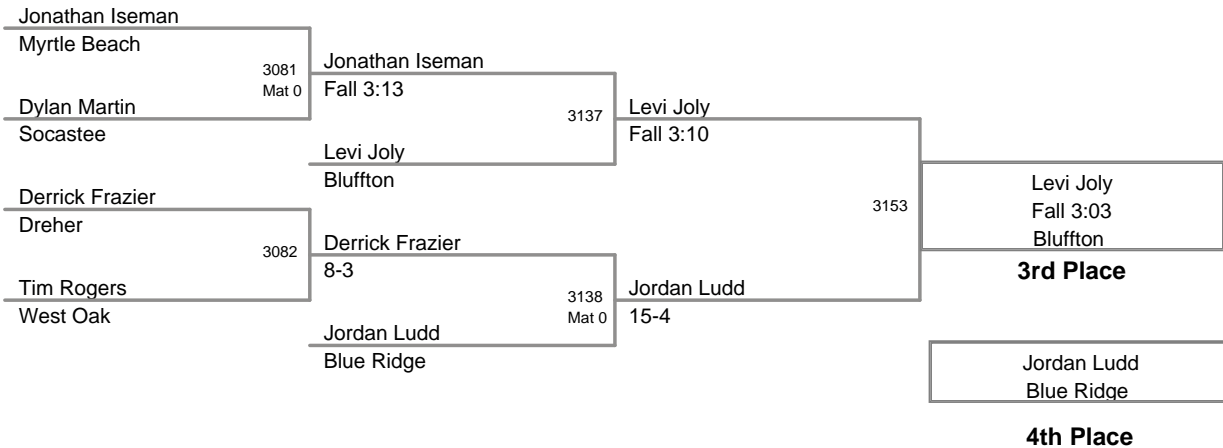 Jonathan Iseman
Myrtle Beach
3081
Mat 0
Dylan Martin
Socastee
Derrick Frazier
Dreher
3082
Tim Rogers
West Oak
Jonathan Iseman
Fall 3:13
3137
Levi Joly
Bluffton
Derrick Frazier
8-3
3138
Mat 0
Jordan Ludd
Blue Ridge
Levi Joly
Fall 3:10
3153
Jordan Ludd
15-4
Levi Joly
Fall 3:03
Bluffton
3rd Place
Jordan Ludd
Blue Ridge
4th Place